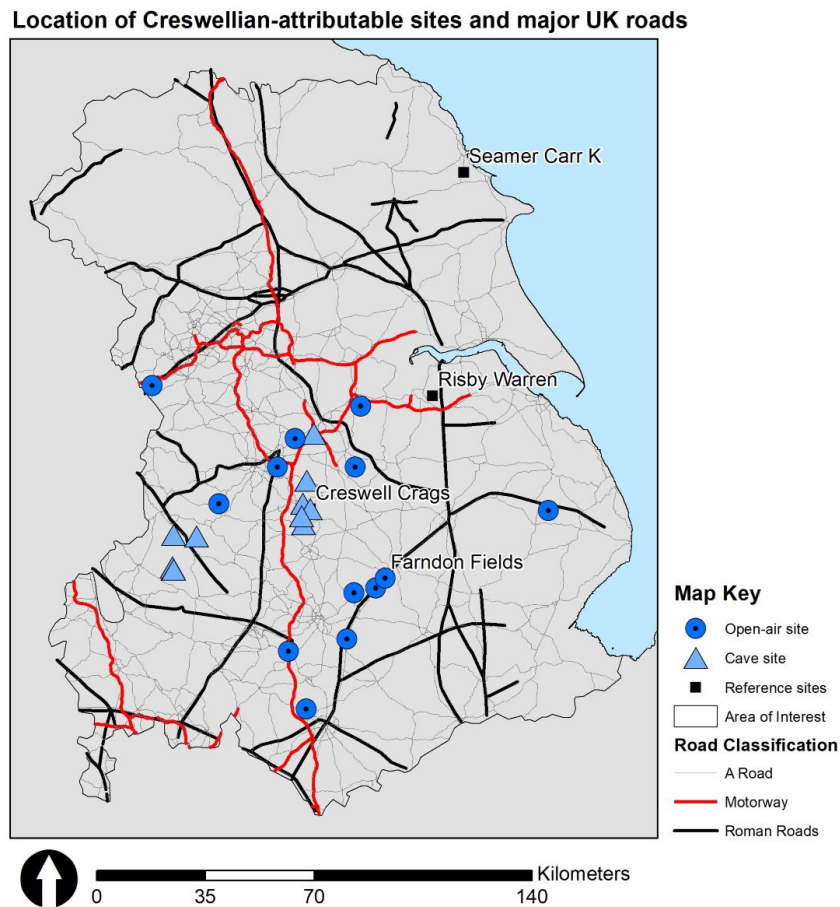 Location of Creswellian-attributable sites and major UK roads
Seamer Carr K
Risby Warren
Creswell Crags
Farndon Fields
Map Key
Open-air site
Cave site
Reference sites
Area of Interest
Road Classification
A Road
Motorway
Roman Roads
Kilometers
0 35 70 140